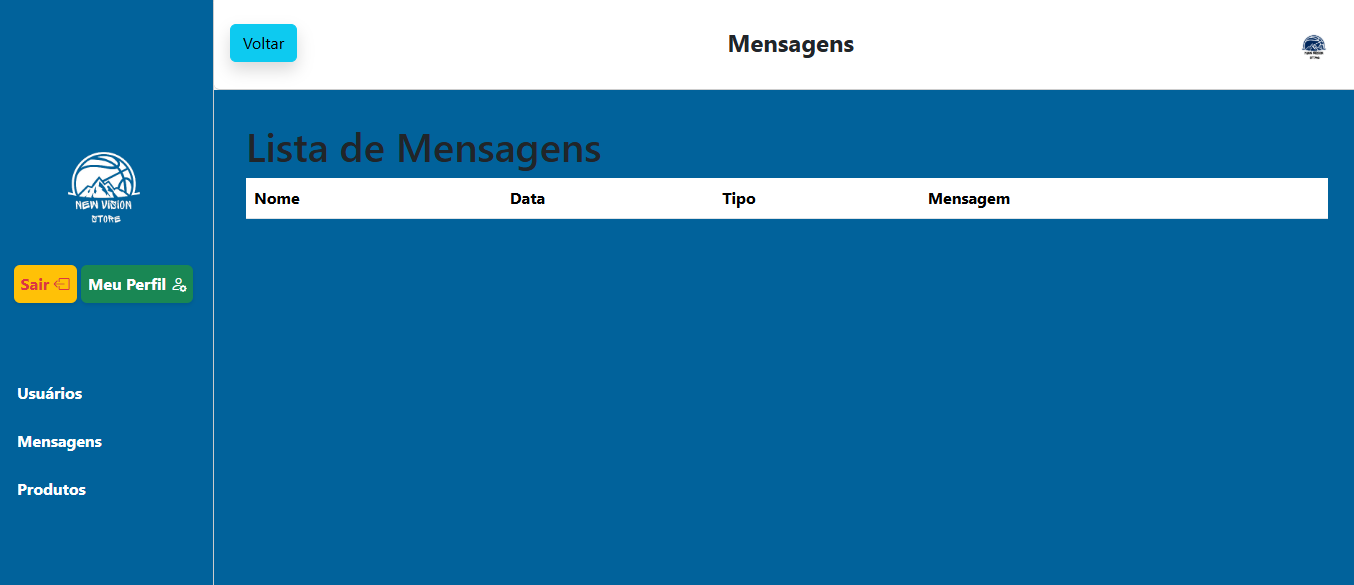 Voltar
Mensagens
NEW VISION
STORE
Sair
Meu Perfil
Usuários
Mensagens
Produtos
Lista de Mensagens
Nome Data Tipo Mensagem